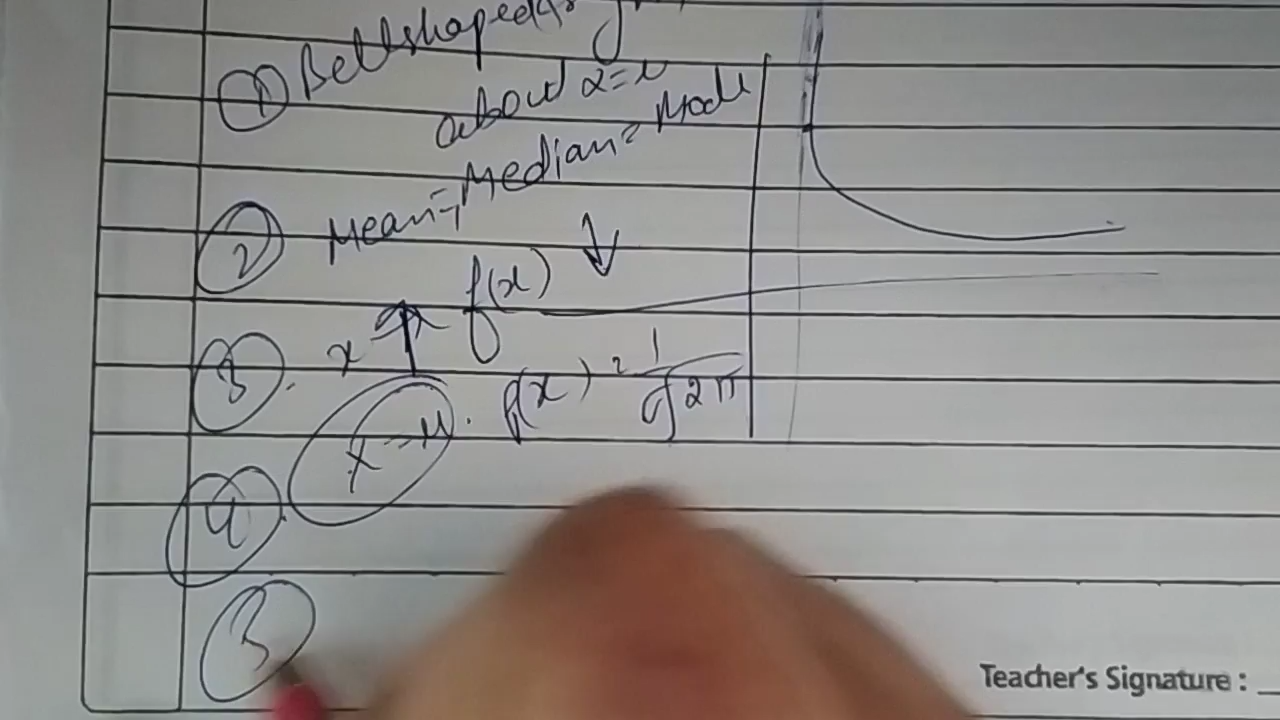 ① Bellshaped
about x = μ
② Mean = Median = Mode
③. x ↑ f(x) ↓
x = μ. f(x) = 1/σ√2π
④.
⑤
Teacher's Signature :